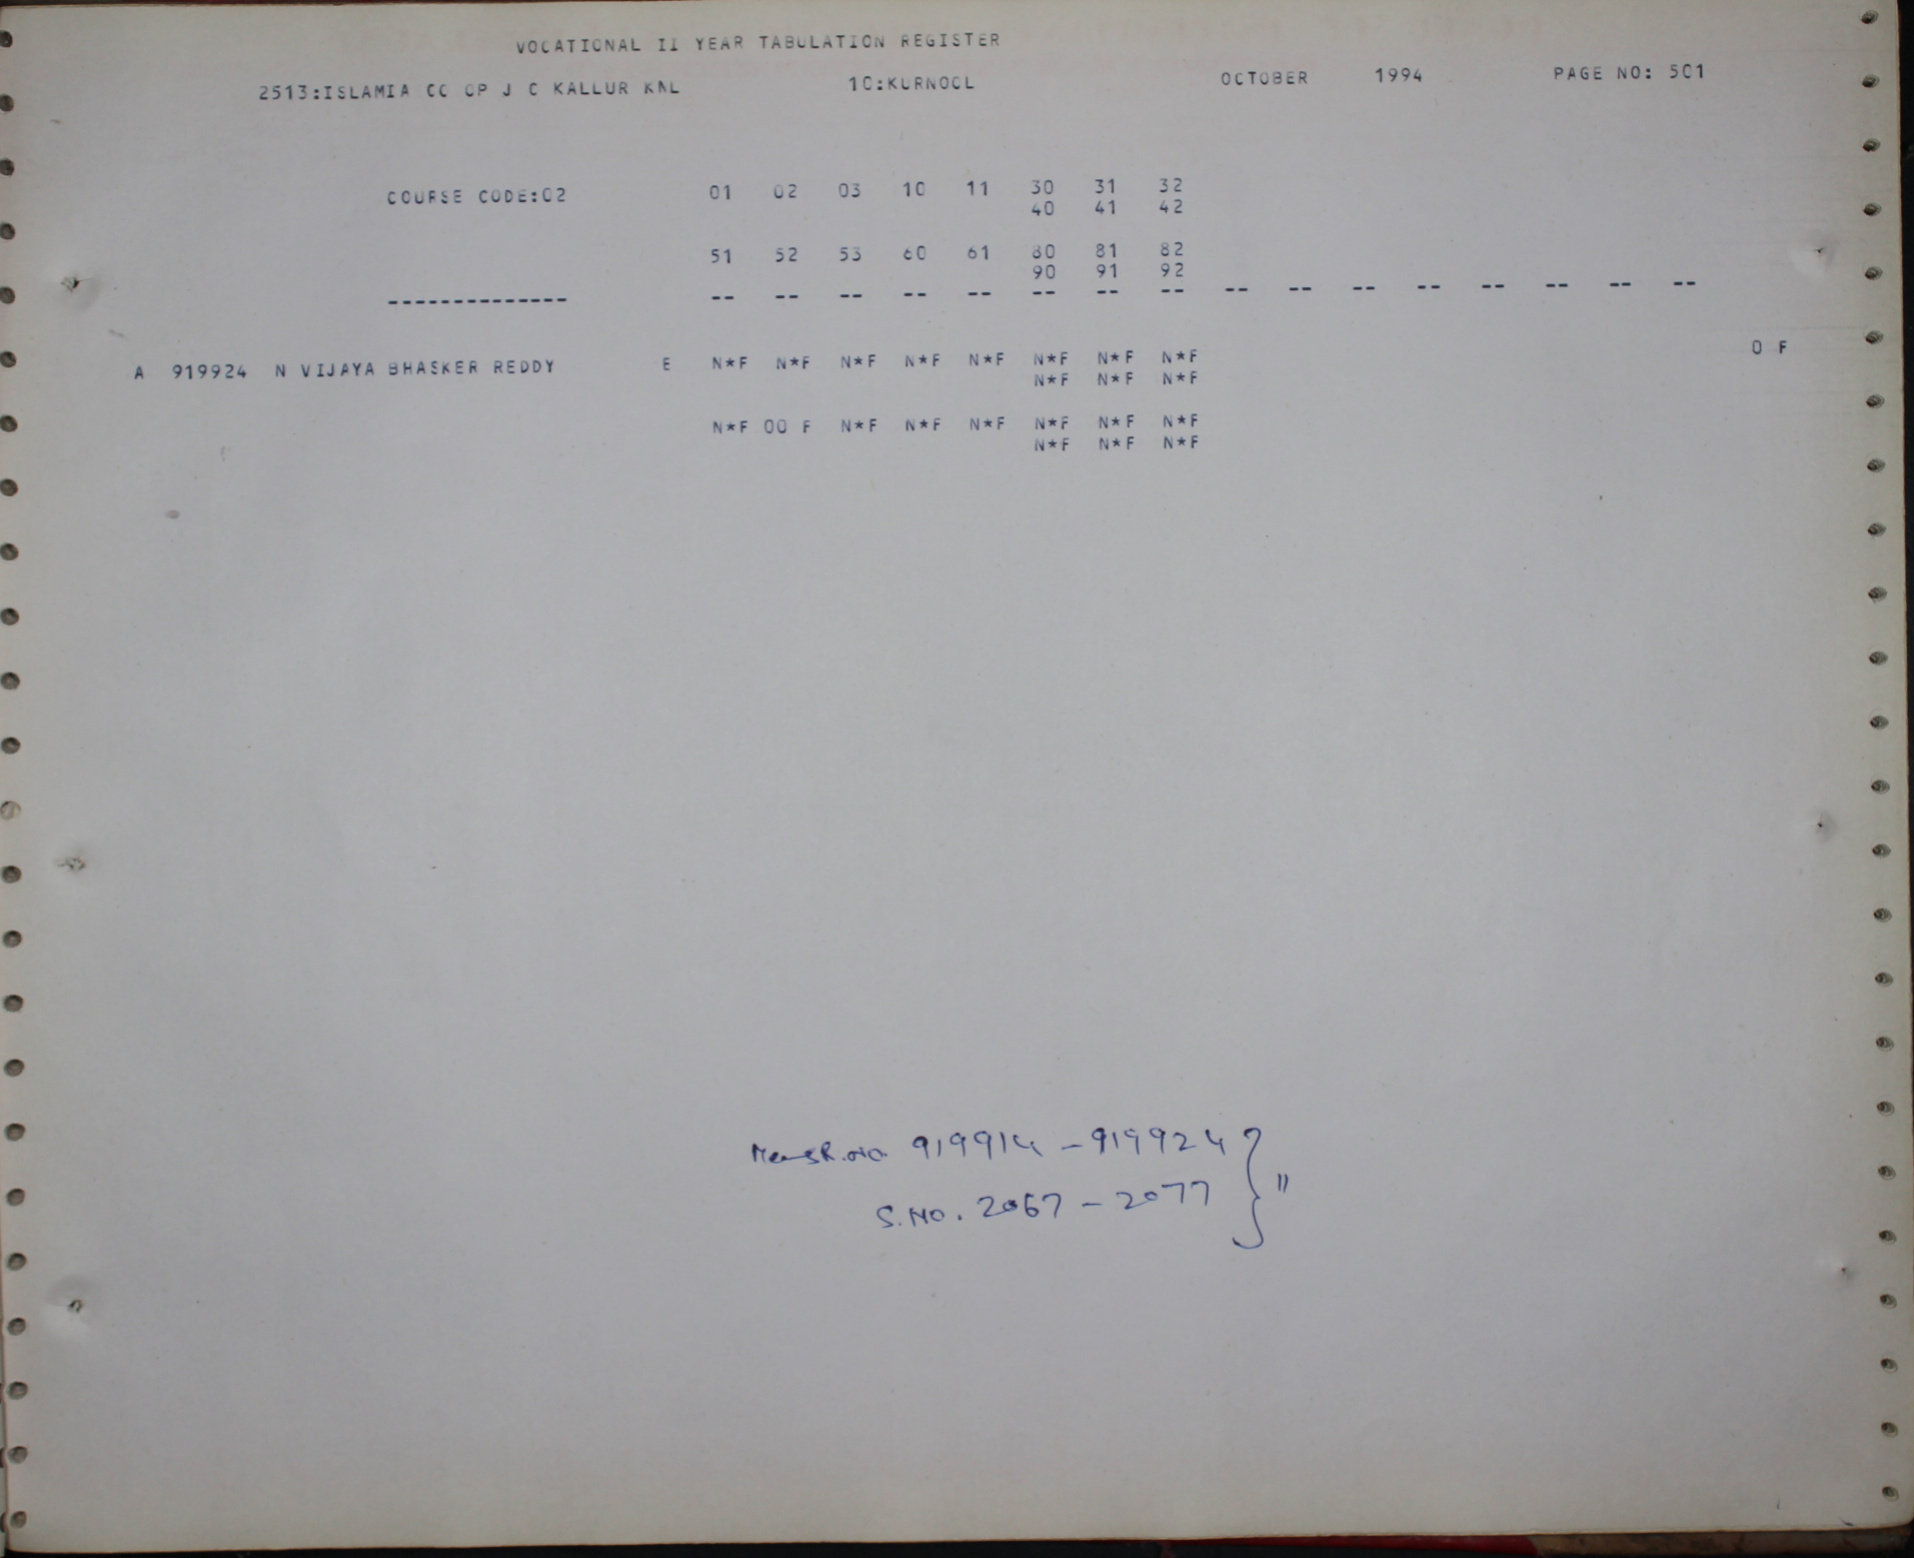 VOCATIONAL II YEAR TABULATION REGISTER
2513:ISLAMIA CO OP J C KALLUR KNL 10:KURNOOL OCTOBER 1994 PAGE NO: 501
COURSE CODE:02 01 02 03 10 11 30 31 32
40 41 42
51 52 53 60 61 80 81 82
90 91 92
-------------- -- -- -- -- -- -- -- -- -- -- -- -- -- -- -- --
A 919924 N VIJAYA BHASKER REDDY E N*F N*F N*F N*F N*F N*F N*F N*F 0 F
N*F N*F N*F
N*F 00 F N*F N*F N*F N*F N*F N*F
N*F N*F N*F
919914 - 919924 }
S.NO. 2067 - 2077 } "